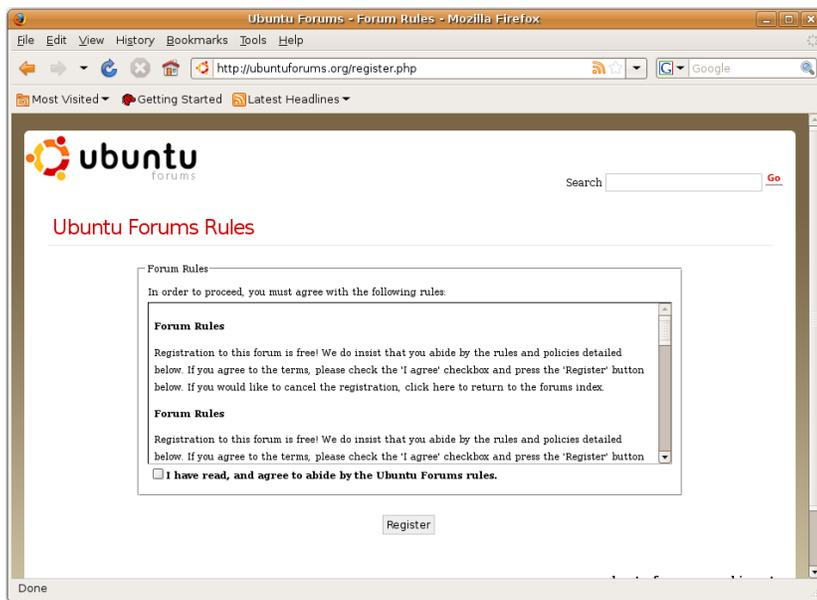 Ubuntu Forums - Forum Rules - Mozilla Firefox
File Edit View History Bookmarks Tools Help
http://ubuntuforums.org/register.php
G Google
Most Visited Getting Started Latest Headlines
ubuntu
forums
Search Go
Ubuntu Forums Rules
Forum Rules
In order to proceed, you must agree with the following rules:
Forum Rules
Registration to this forum is free! We do insist that you abide by the rules and policies detailed
below. If you agree to the terms, please check the 'I agree' checkbox and press the 'Register' button
below. If you would like to cancel the registration, click here to return to the forums index.
Forum Rules
Registration to this forum is free! We do insist that you abide by the rules and policies detailed
below. If you agree to the terms, please check the 'I agree' checkbox and press the 'Register' button
I have read, and agree to abide by the Ubuntu Forums rules.
Register
Done